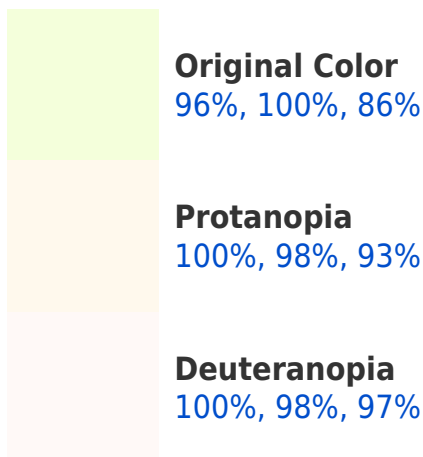 Original Color
96%, 100%, 86%
Protanopia
100%, 98%, 93%
Deuteranopia
100%, 98%, 97%